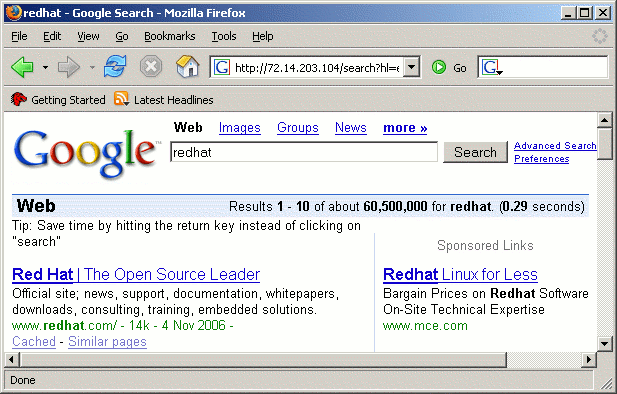 redhat - Google Search - Mozilla Firefox
File Edit View Go Bookmarks Tools Help
G http://72.14.203.104/search?hl=e Go G
Getting Started Latest Headlines
Google™
Web Images Groups News more »
redhat Search Advanced Search
Preferences
Web Results 1 - 10 of about 60,500,000 for redhat. (0.29 seconds)
Tip: Save time by hitting the return key instead of clicking on
"search"
Red Hat | The Open Source Leader
Official site; news, support, documentation, whitepapers,
downloads, consulting, training, embedded solutions.
www.redhat.com/ - 14k - 4 Nov 2006 -
Cached - Similar pages
Sponsored Links
Redhat Linux for Less
Bargain Prices on Redhat Software
On-Site Technical Expertise
www.mce.com
Done